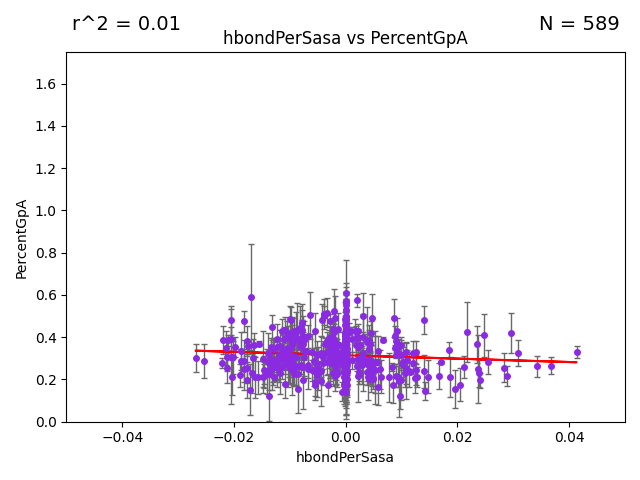 r^2 = 0.01
N = 589
hbondPerSasa vs PercentGpA
1.6
1.4
1.2
1.0
0.8
0.6
0.4
0.2
0.0
PercentGpA
−0.04
−0.02
0.00
0.02
0.04
hbondPerSasa